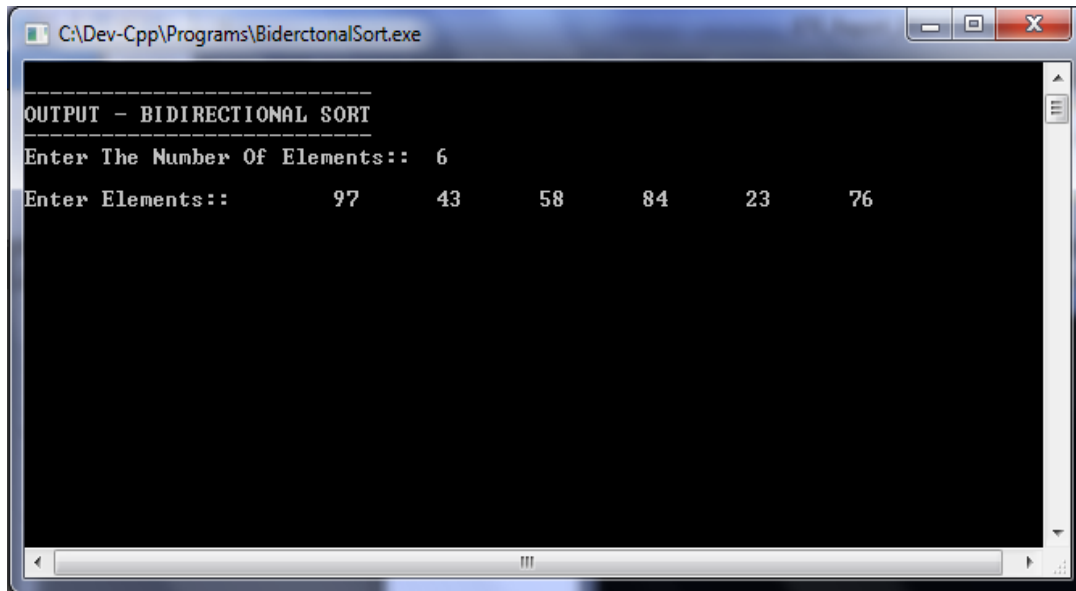 C:\Dev-Cpp\Programs\BiderctonalSort.exe
OUTPUT - BIDIRECTIONAL SORT
Enter The Number Of Elements:: 6
Enter Elements:: 97 43 58 84 23 76